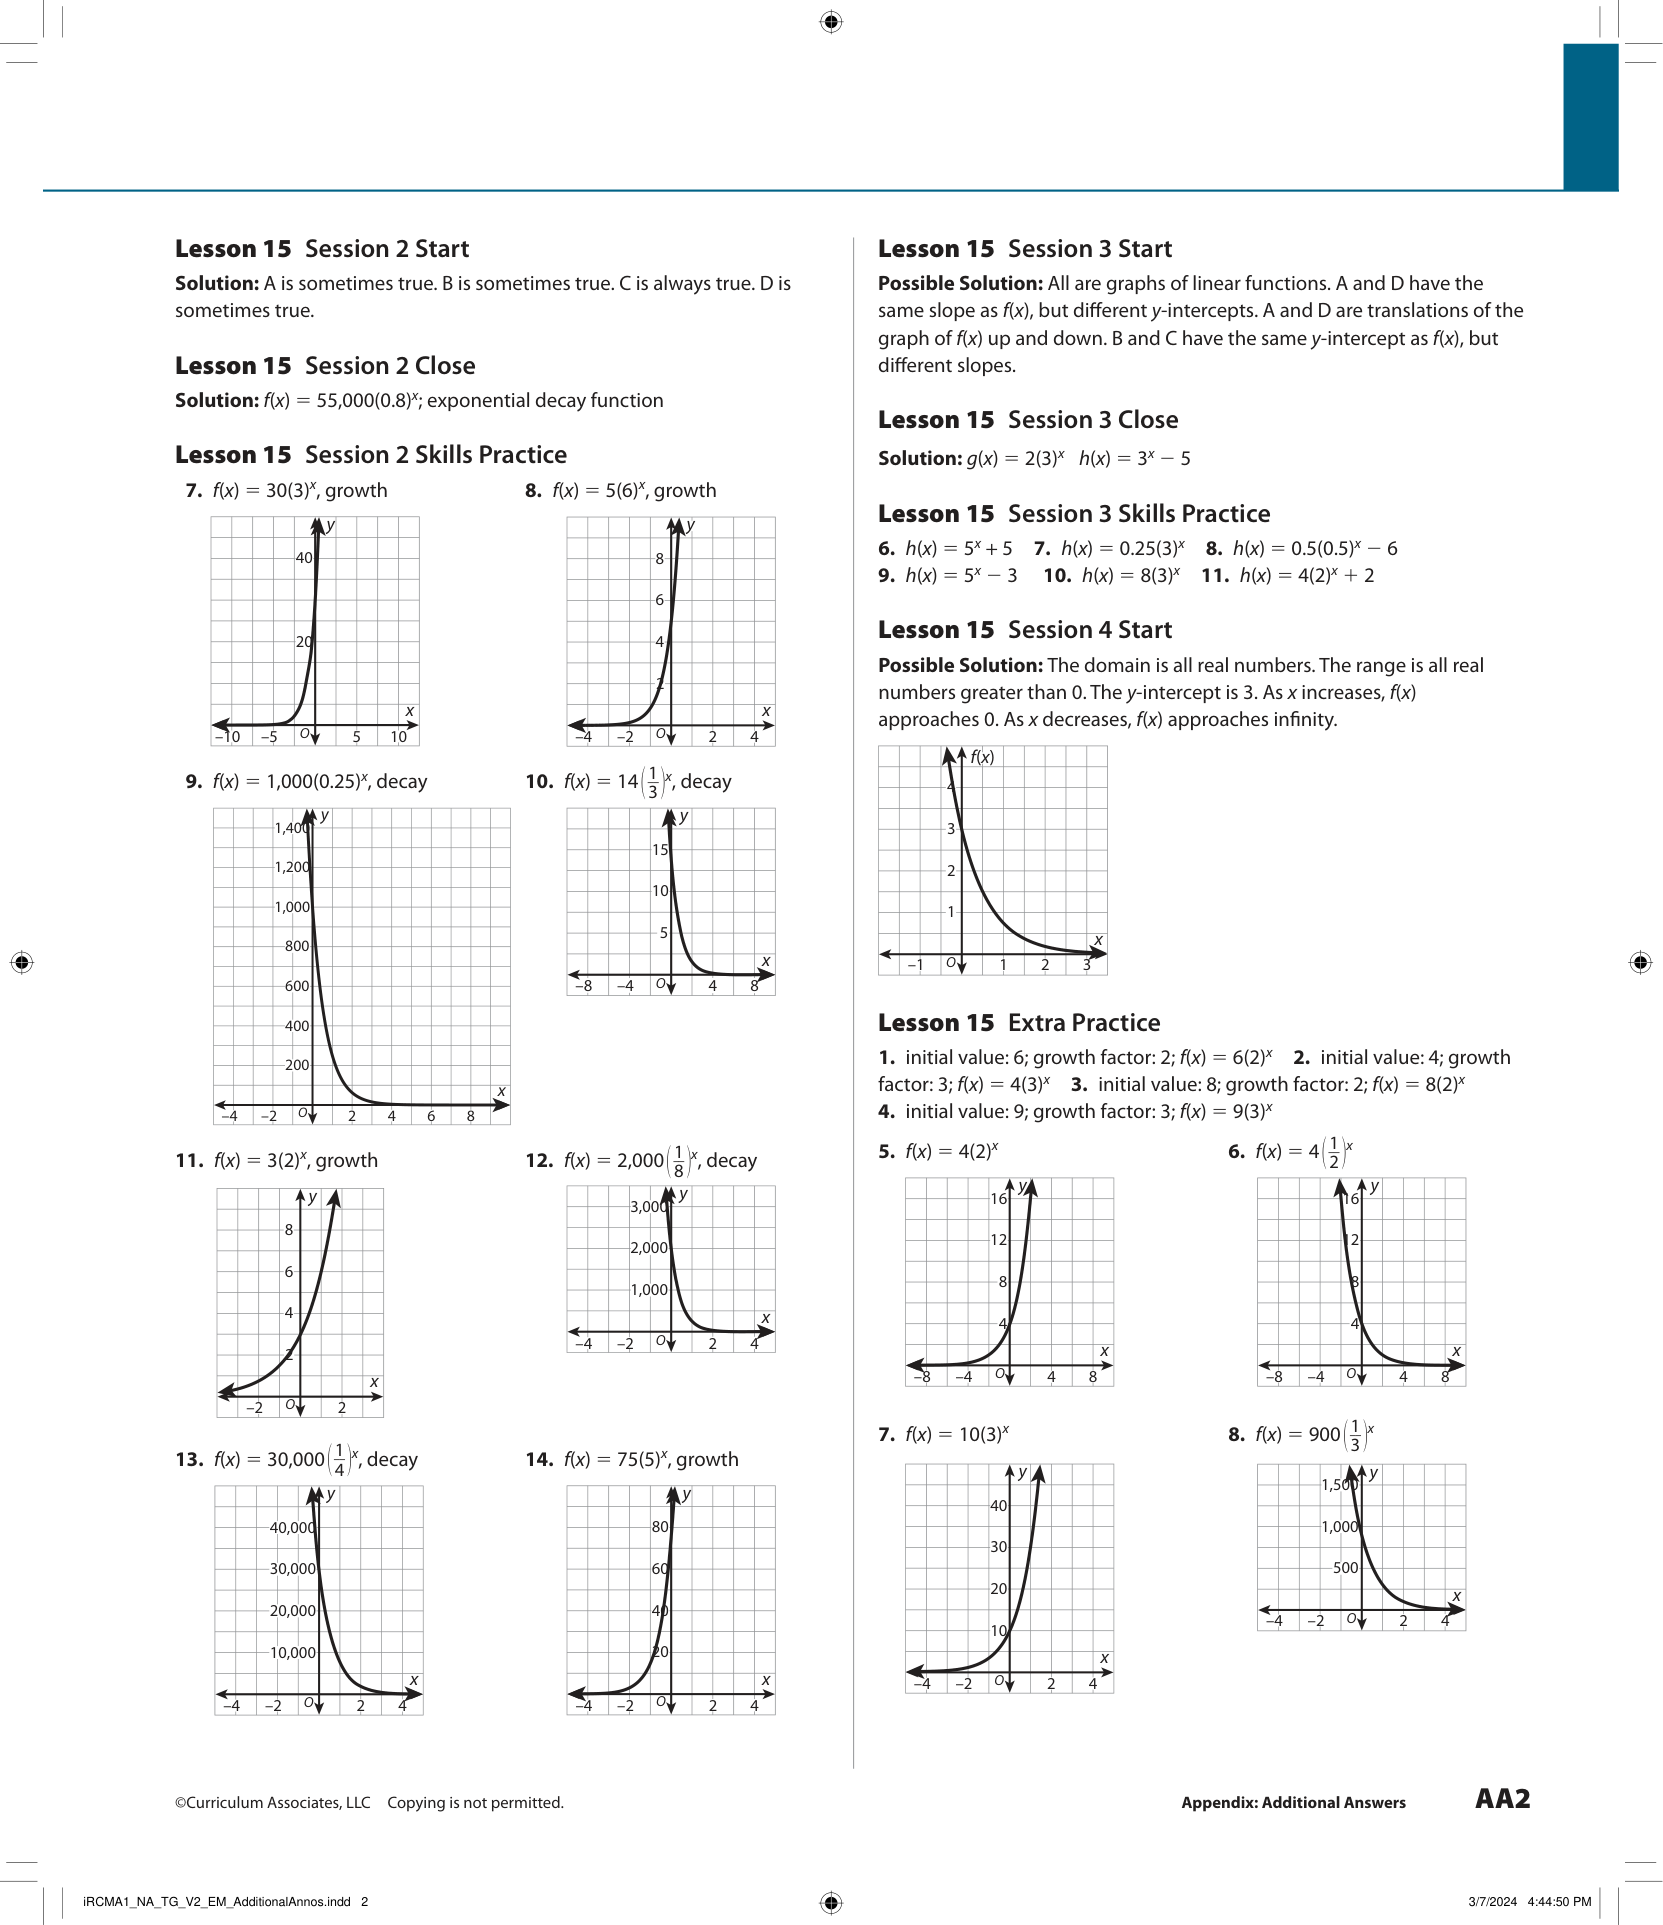 Lesson 15 Session 2 Start
Solution: A is sometimes true. B is sometimes true. C is always true. D is
sometimes true.
Lesson 15 Session 2 Close
Solution: f(x) = 55,000(0.8)ˣ; exponential decay function
Lesson 15 Session 2 Skills Practice
7. f(x) = 30(3)ˣ, growth
y
40
20
x
–10 –5 O 5 10
8. f(x) = 5(6)ˣ, growth
y
8
6
4
2
x
–4 –2 O 2 4
9. f(x) = 1,000(0.25)ˣ, decay
y
1,400
1,200
1,000
800
600
400
200
x
–4 –2 O 2 4 6 8
10. f(x) = 14(1/3)ˣ, decay
y
15
10
5
x
–8 –4 O 4 8
11. f(x) = 3(2)ˣ, growth
y
8
6
4
2
x
–2 O 2
12. f(x) = 2,000(1/8)ˣ, decay
y
3,000
2,000
1,000
x
–4 –2 O 2 4
13. f(x) = 30,000(1/4)ˣ, decay
y
40,000
30,000
20,000
10,000
x
–4 –2 O 2 4
14. f(x) = 75(5)ˣ, growth
y
80
60
40
20
x
–4 –2 O 2 4
Lesson 15 Session 3 Start
Possible Solution: All are graphs of linear functions. A and D have the
same slope as f(x), but different y-intercepts. A and D are translations of the
graph of f(x) up and down. B and C have the same y-intercept as f(x), but
different slopes.
Lesson 15 Session 3 Close
Solution: g(x) = 2(3)ˣ h(x) = 3ˣ − 5
Lesson 15 Session 3 Skills Practice
6. h(x) = 5ˣ + 5 7. h(x) = 0.25(3)ˣ 8. h(x) = 0.5(0.5)ˣ − 6
9. h(x) = 5ˣ − 3 10. h(x) = 8(3)ˣ 11. h(x) = 4(2)ˣ + 2
Lesson 15 Session 4 Start
Possible Solution: The domain is all real numbers. The range is all real
numbers greater than 0. The y-intercept is 3. As x increases, f(x)
approaches 0. As x decreases, f(x) approaches infinity.
f(x)
4
3
2
1
x
–1 O 1 2 3
Lesson 15 Extra Practice
1. initial value: 6; growth factor: 2; f(x) = 6(2)ˣ 2. initial value: 4; growth
factor: 3; f(x) = 4(3)ˣ 3. initial value: 8; growth factor: 2; f(x) = 8(2)ˣ
4. initial value: 9; growth factor: 3; f(x) = 9(3)ˣ
5. f(x) = 4(2)ˣ
y
16
12
8
4
x
–8 –4 O 4 8
6. f(x) = 4(1/2)ˣ
y
16
12
8
4
x
–8 –4 O 4 8
7. f(x) = 10(3)ˣ
y
40
30
20
10
x
–4 –2 O 2 4
8. f(x) = 900(1/3)ˣ
y
1,500
1,000
500
x
–4 –2 O 2 4
©Curriculum Associates, LLC Copying is not permitted.
Appendix: Additional Answers AA2
iRCMA1_NA_TG_V2_EM_AdditionalAnnos.indd 2
3/7/2024 4:44:50 PM